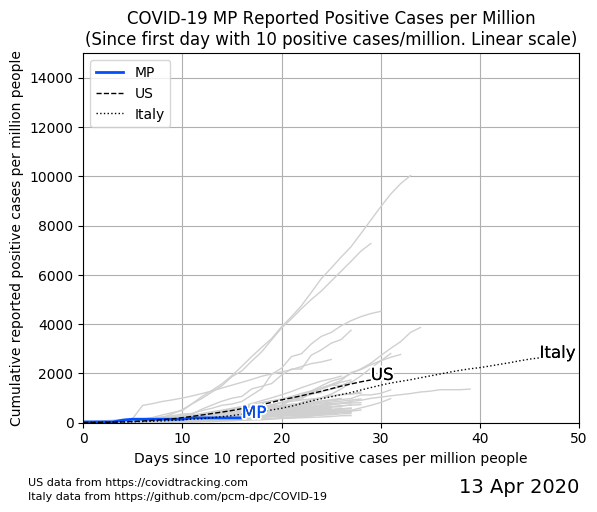 COVID-19 MP Reported Positive Cases per Million
(Since first day with 10 positive cases/million. Linear scale)
Cumulative reported positive cases per million people
14000
12000
10000
8000
6000
4000
2000
0
MP
US
Italy
Italy
US
MP
0 10 20 30 40 50
Days since 10 reported positive cases per million people
US data from https://covidtracking.com
Italy data from https://github.com/pcm-dpc/COVID-19
13 Apr 2020